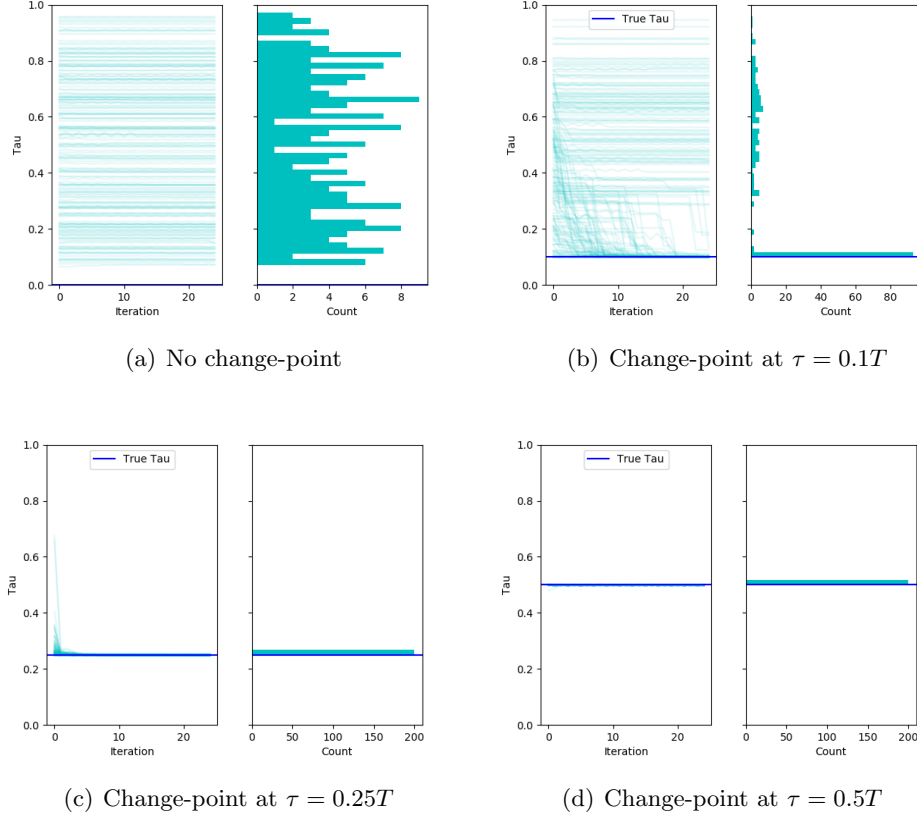 1.0
0.8
0.6
0.4
0.2
0.0
Tau
0 10 20
Iteration
0 2 4 6 8
Count
(a) No change-point
1.0
0.8
0.6
0.4
0.2
0.0
Tau
True Tau
0 10 20
Iteration
0 20 40 60 80
Count
(b) Change-point at τ = 0.1T
1.0
0.8
0.6
0.4
0.2
0.0
Tau
True Tau
0 10 20
Iteration
0 50 100 150 200
Count
(c) Change-point at τ = 0.25T
1.0
0.8
0.6
0.4
0.2
0.0
Tau
True Tau
0 10 20
Iteration
0 50 100 150 200
Count
(d) Change-point at τ = 0.5T